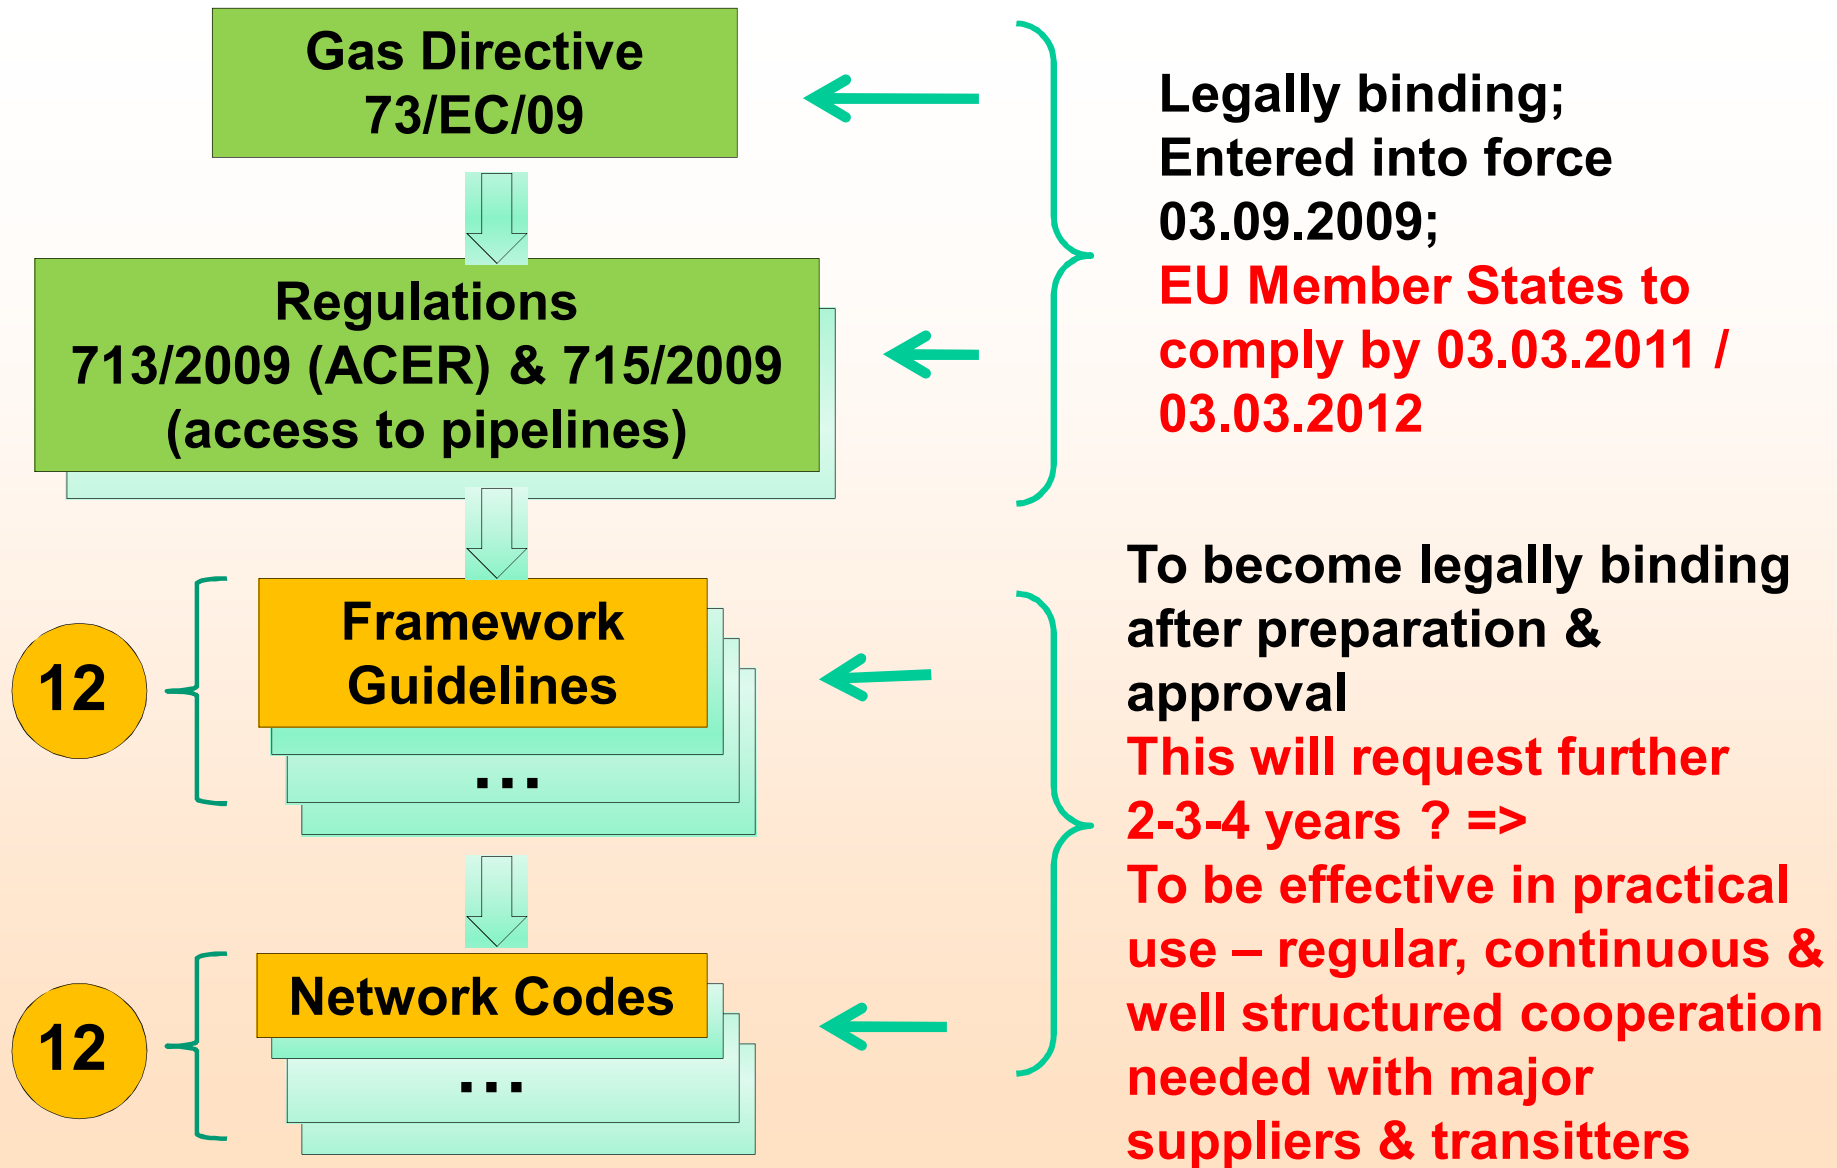 Gas Directive
73/EC/09
Regulations
713/2009 (ACER) & 715/2009
(access to pipelines)
Legally binding;
Entered into force
03.09.2009;
EU Member States to
comply by 03.03.2011 /
03.03.2012
12
Framework
Guidelines
...
12
Network Codes
...
To become legally binding
after preparation &
approval
This will request further
2-3-4 years ? =>
To be effective in practical
use – regular, continuous &
well structured cooperation
needed with major
suppliers & transitters